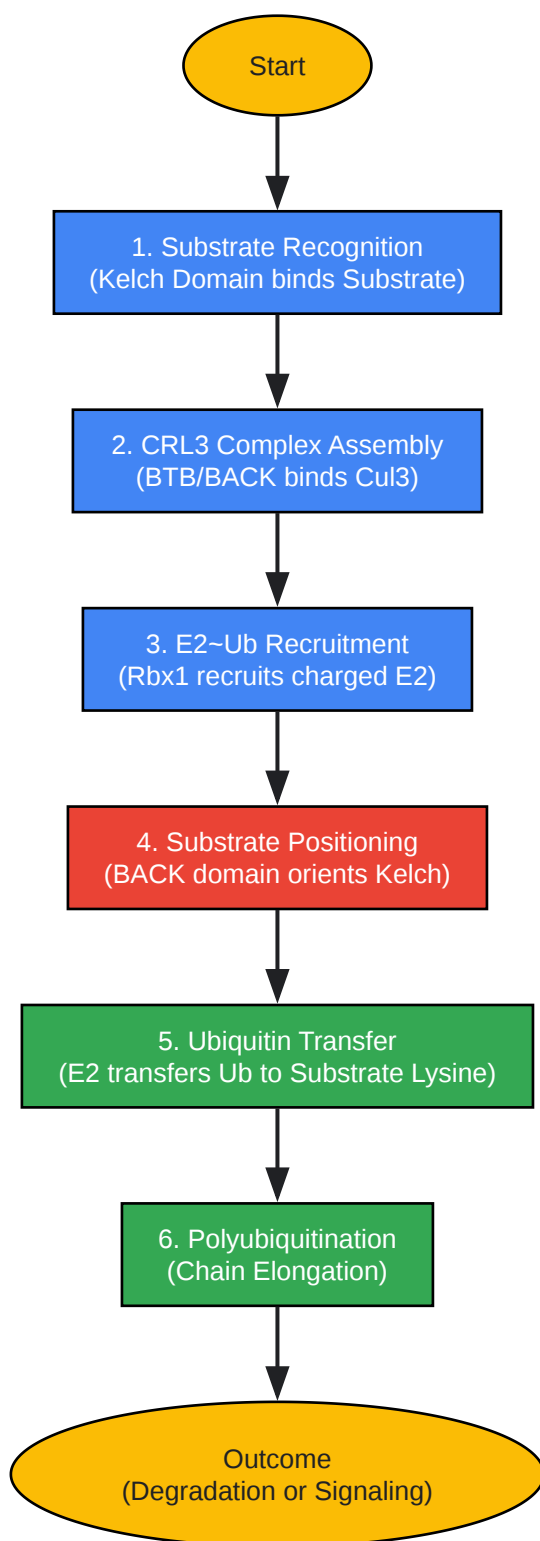 Start
1. Substrate Recognition
(Kelch Domain binds Substrate)
2. CRL3 Complex Assembly
(BTB/BACK binds Cul3)
3. E2~Ub Recruitment
(Rbx1 recruits charged E2)
4. Substrate Positioning
(BACK domain orients Kelch)
5. Ubiquitin Transfer
(E2 transfers Ub to Substrate Lysine)
6. Polyubiquitination
(Chain Elongation)
Outcome
(Degradation or Signaling)